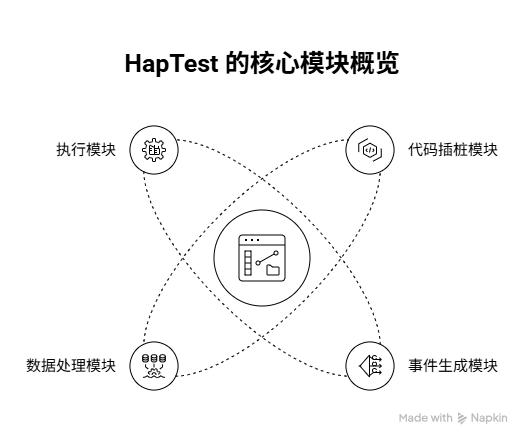 HapTest 的核心模块概览
执行模块
代码插桩模块
数据处理模块
事件生成模块
Made with Napkin